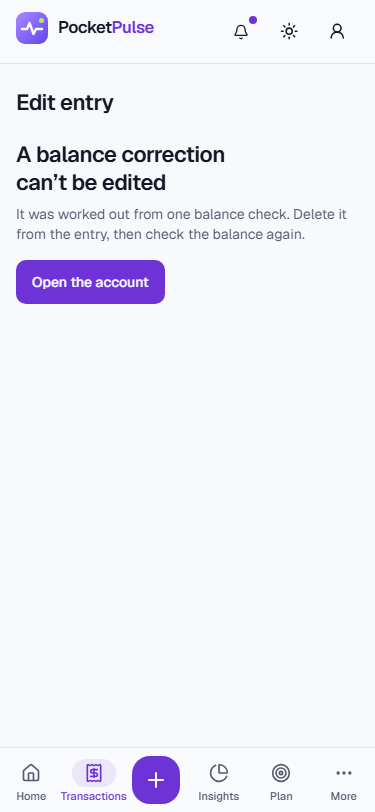 PocketPulse
Edit entry
A balance correction
can’t be edited
It was worked out from one balance check. Delete it
from the entry, then check the balance again.
Open the account
Home
Transactions
Insights
Plan
More